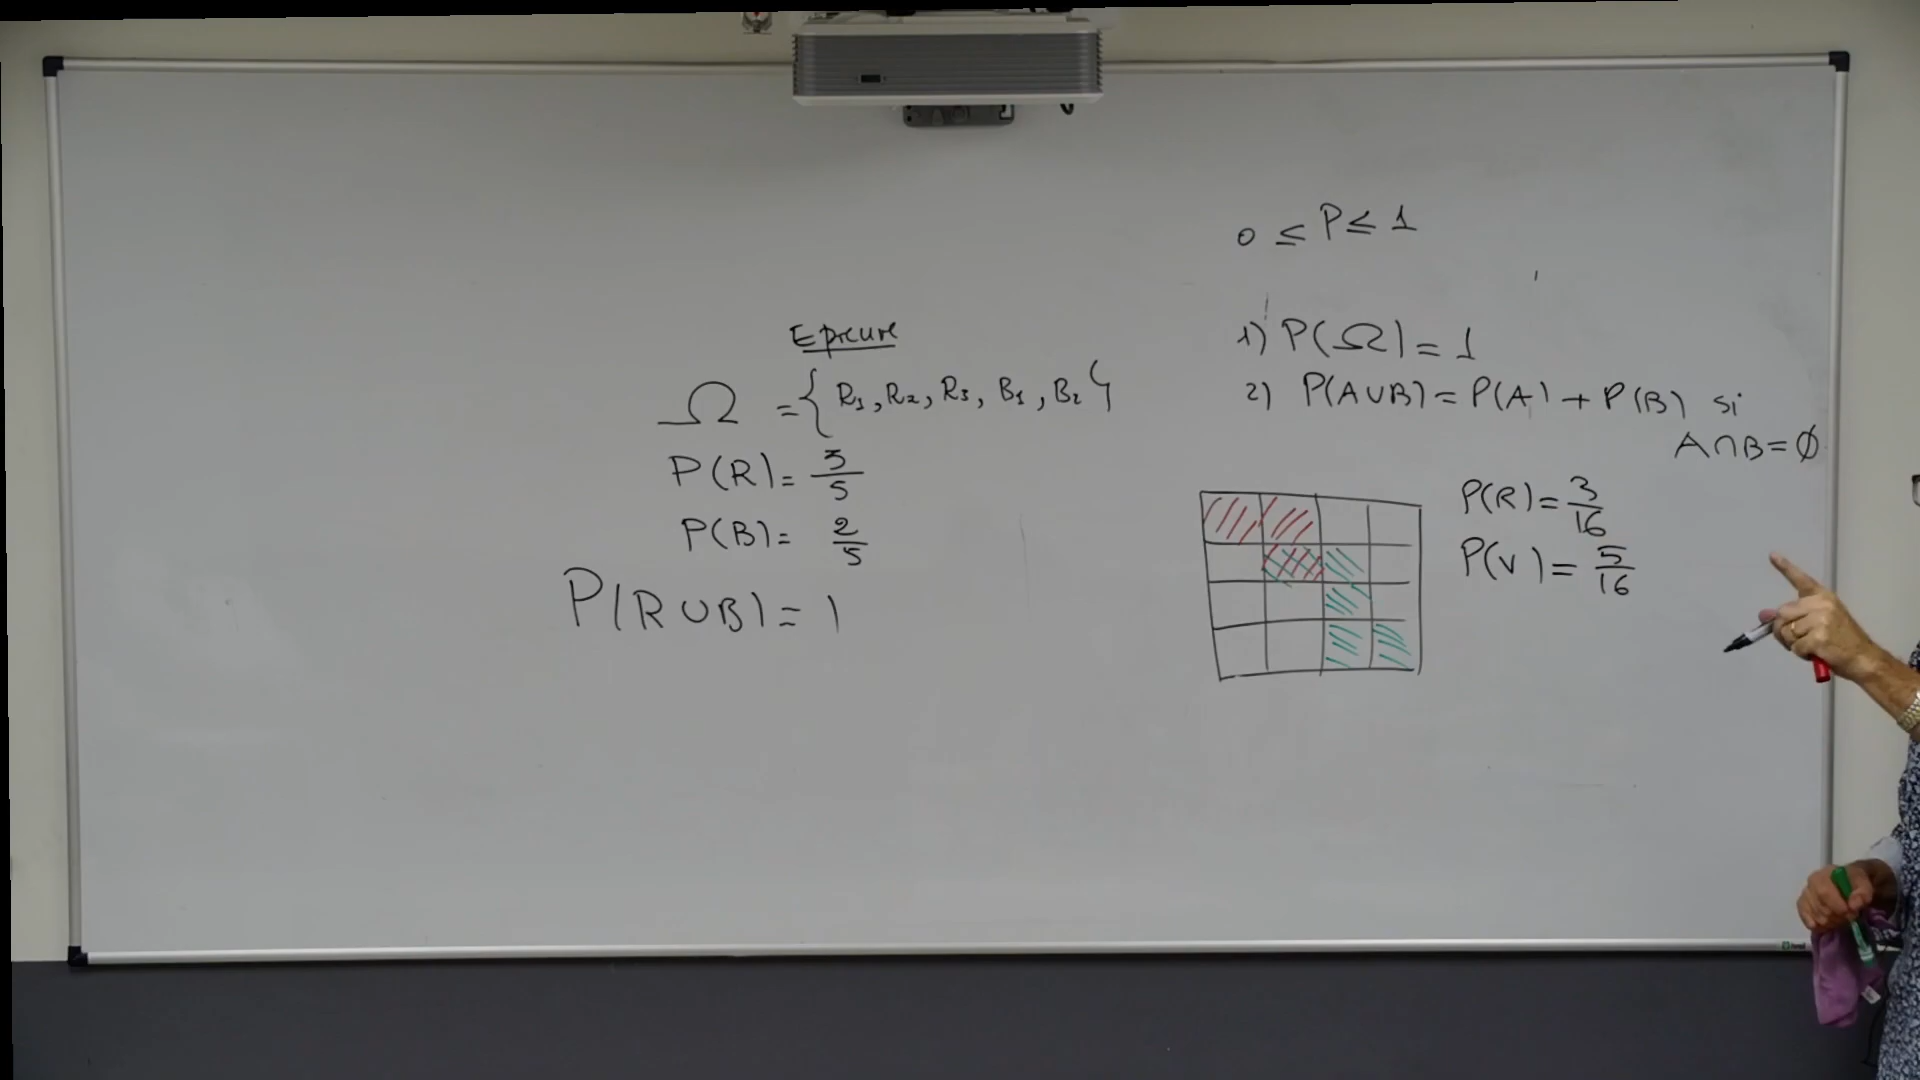 Epreuve
Ω = { R₁, R₂, R₃, B₁, B₂ }
P(R) = 3/5
P(B) = 2/5
P(R∪B) = 1
0 ≤ P ≤ 1
1) P(Ω) = 1
2) P(A∪B) = P(A) + P(B) si
A∩B = ∅
P(R) = 3/16
P(V) = 5/16